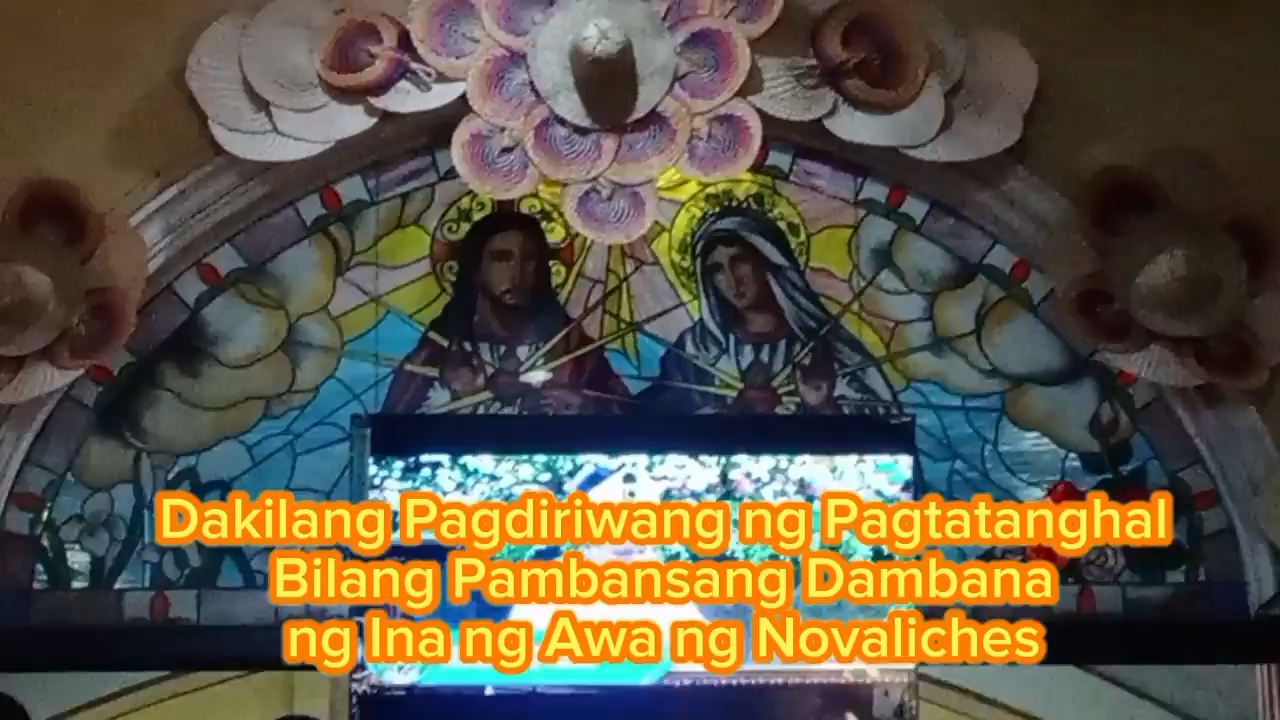 Dakilang Pagdiriwang ng Pagtatanghal
Bilang Pambansang Dambana
ng Ina ng Awa ng Novaliches